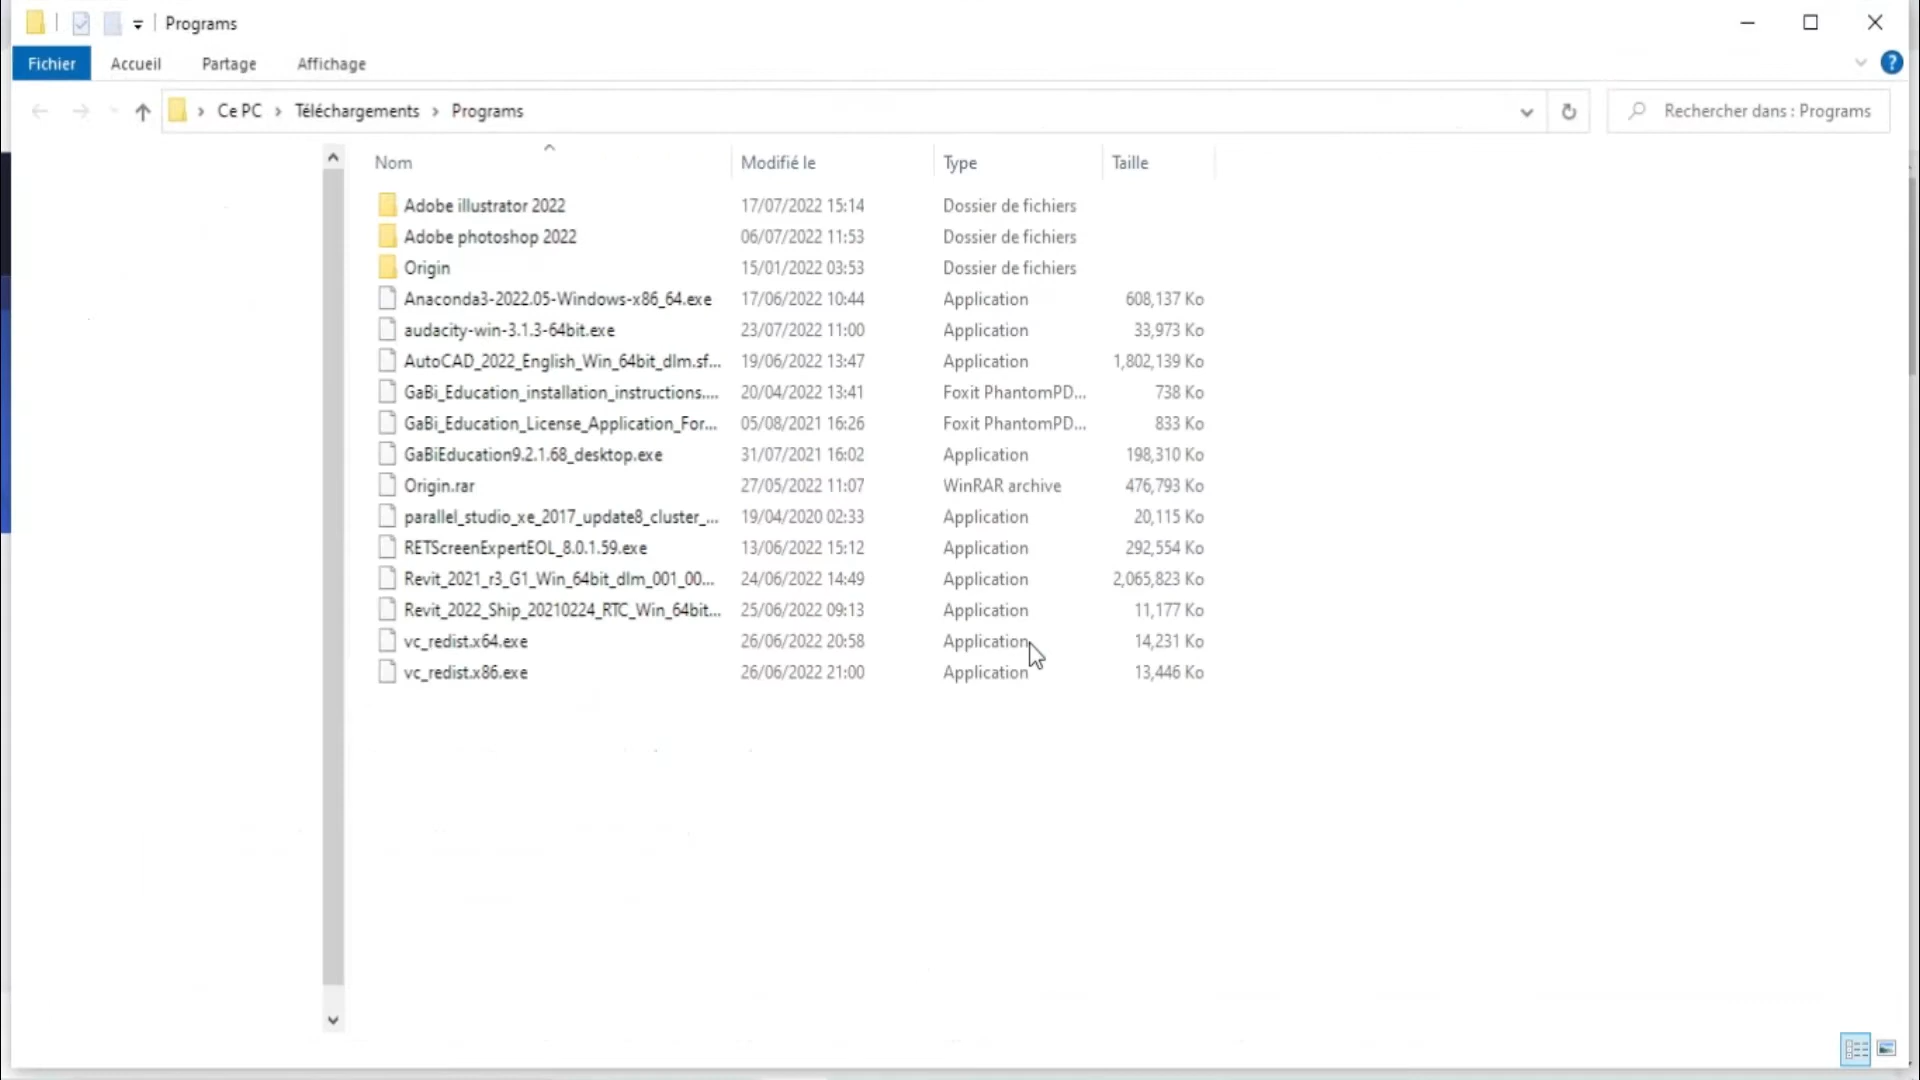 Programs
Fichier Accueil Partage Affichage
Ce PC › Téléchargements › Programs Rechercher dans : Programs
Nom Modifié le Type Taille
Adobe illustrator 2022 17/07/2022 15:14 Dossier de fichiers
Adobe photoshop 2022 06/07/2022 11:53 Dossier de fichiers
Origin 15/01/2022 03:53 Dossier de fichiers
Anaconda3-2022.05-Windows-x86_64.exe 17/06/2022 10:44 Application 608,137 Ko
audacity-win-3.1.3-64bit.exe 23/07/2022 11:00 Application 33,973 Ko
AutoCAD_2022_English_Win_64bit_dlm.sf... 19/06/2022 13:47 Application 1,802,139 Ko
GaBi_Education_installation_instructions.... 20/04/2022 13:41 Foxit PhantomPD... 738 Ko
GaBi_Education_License_Application_For... 05/08/2021 16:26 Foxit PhantomPD... 833 Ko
GaBiEducation9.2.1.68_desktop.exe 31/07/2021 16:02 Application 198,310 Ko
Origin.rar 27/05/2022 11:07 WinRAR archive 476,793 Ko
parallel_studio_xe_2017_update8_cluster_... 19/04/2020 02:33 Application 20,115 Ko
RETScreenExpertEOL_8.0.1.59.exe 13/06/2022 15:12 Application 292,554 Ko
Revit_2021_r3_G1_Win_64bit_dlm_001_00... 24/06/2022 14:49 Application 2,065,823 Ko
Revit_2022_Ship_20210224_RTC_Win_64bit... 25/06/2022 09:13 Application 11,177 Ko
vc_redist.x64.exe 26/06/2022 20:58 Application 14,231 Ko
vc_redist.x86.exe 26/06/2022 21:00 Application 13,446 Ko